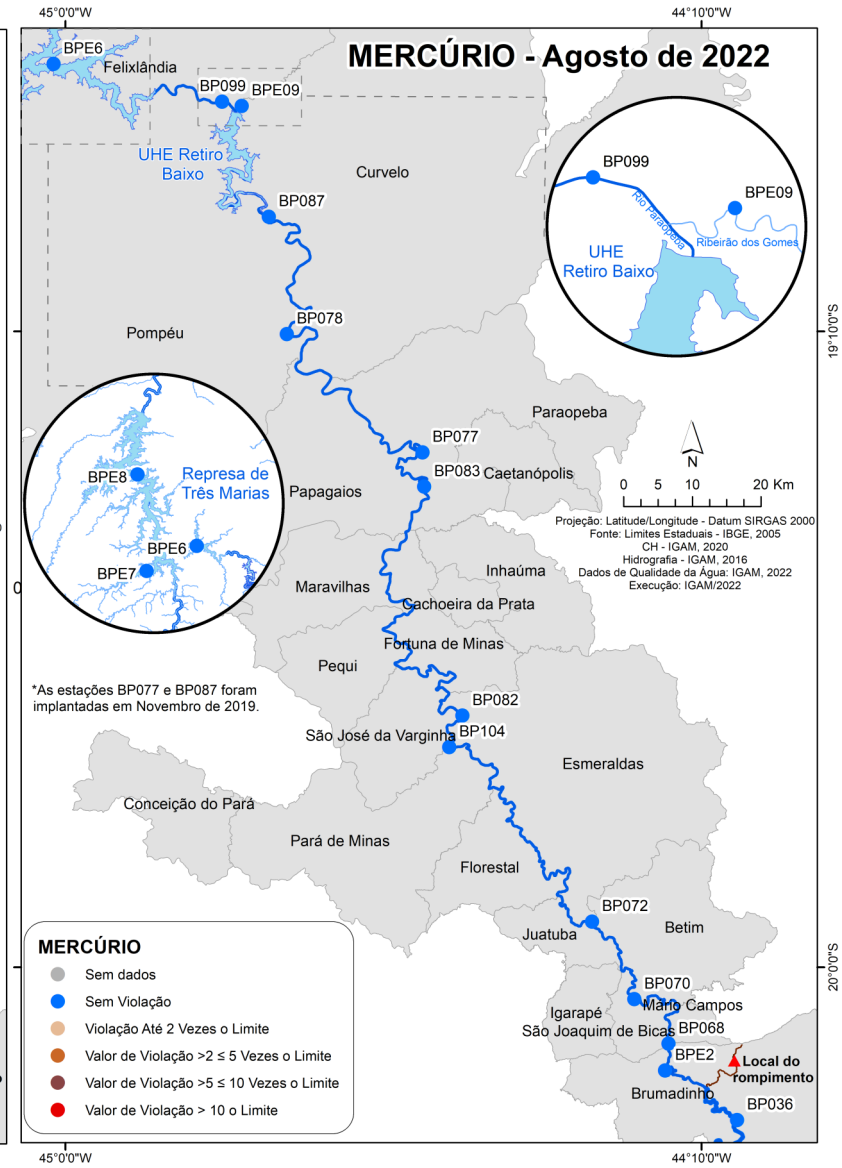 45°0'0"W
44°10'0"W
MERCÚRIO - Agosto de 2022
BPE6
Felixlândia
BP099
BPE09
UHE Retiro
Baixo
Curvelo
BP087
BP078
Pompéu
BP099
BPE09
Rio Paraopeba
Ribeirão dos Gomes
UHE
Retiro Baixo
19°10'0"S
Paraopeba
BP077
BP083
Caetanópolis
Papagaios
N
0 5 10 20 Km
Projeção: Latitude/Longitude - Datum SIRGAS 2000
Fonte: Limites Estaduais - IBGE, 2005
CH - IGAM, 2020
Hidrografia - IGAM, 2016
Dados de Qualidade da Água: IGAM, 2022
Execução: IGAM/2022
BPE8
Represa de
Três Marias
BPE6
BPE7
Inhaúma
Maravilhas
Cachoeira da Prata
Fortuna de Minas
Pequi
*As estações BP077 e BP087 foram
implantadas em Novembro de 2019.
BP082
São José da Varginha
BP104
Esmeraldas
Conceição do Pará
Pará de Minas
Florestal
BP072
Juatuba
Betim
20°0'0"S
BP070
Mário Campos
Igarapé
São Joaquim de Bicas
BP068
BPE2
Local do
rompimento
Brumadinho
BP036
MERCÚRIO
Sem dados
Sem Violação
Violação Até 2 Vezes o Limite
Valor de Violação >2 ≤ 5 Vezes o Limite
Valor de Violação >5 ≤ 10 Vezes o Limite
Valor de Violação > 10 o Limite
45°0'0"W
44°10'0"W